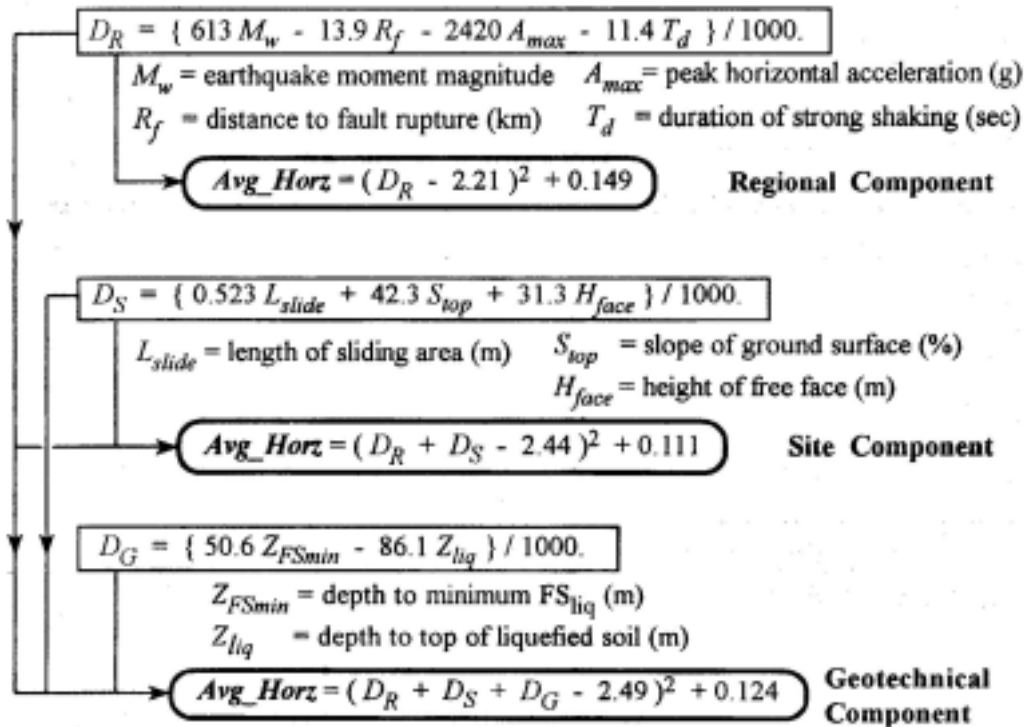 D_R = { 613 M_w - 13.9 R_f - 2420 A_max - 11.4 T_d } / 1000.
M_w = earthquake moment magnitude A_max = peak horizontal acceleration (g)
R_f = distance to fault rupture (km) T_d = duration of strong shaking (sec)
Avg_Horz = ( D_R - 2.21 )² + 0.149 Regional Component
D_S = { 0.523 L_slide + 42.3 S_top + 31.3 H_face } / 1000.
L_slide = length of sliding area (m) S_top = slope of ground surface (%)
H_face = height of free face (m)
Avg_Horz = ( D_R + D_S - 2.44 )² + 0.111 Site Component
D_G = { 50.6 Z_FSmin - 86.1 Z_liq } / 1000.
Z_FSmin = depth to minimum FS_liq (m)
Z_liq = depth to top of liquefied soil (m)
Avg_Horz = ( D_R + D_S + D_G - 2.49 )² + 0.124 Geotechnical
Component